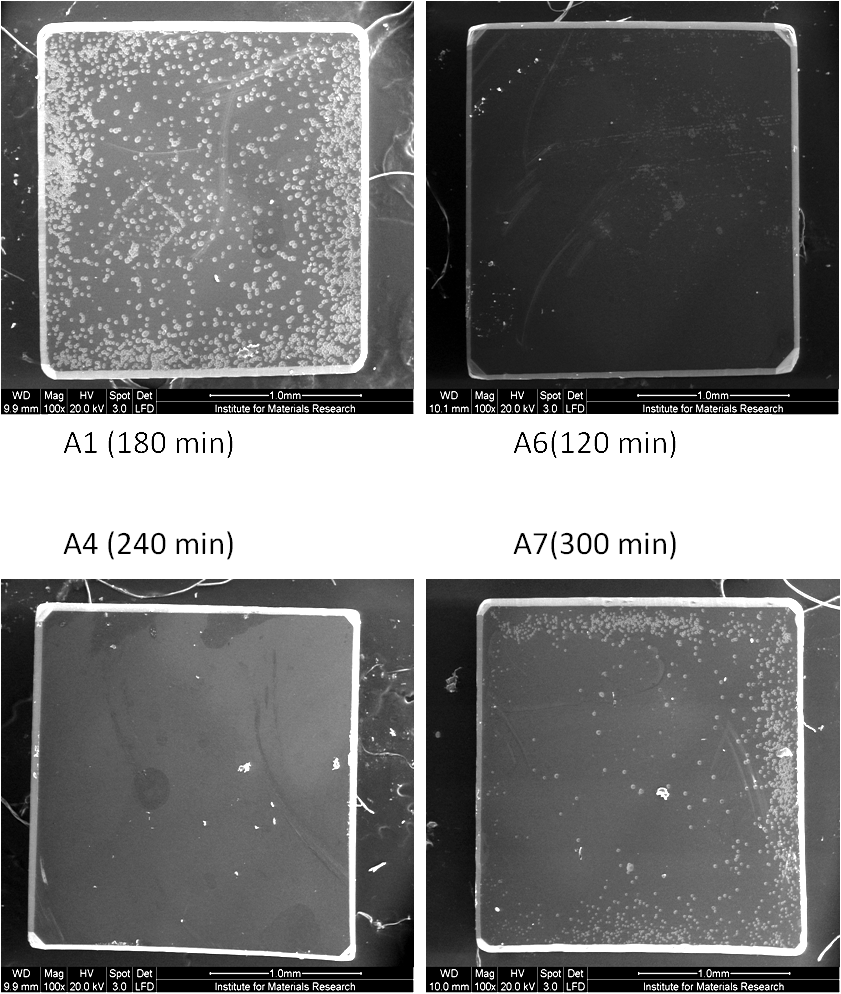 WD Mag HV Spot Det 1.0mm
9.9 mm 100x 20.0 kV 3.0 LFD Institute for Materials Research
WD Mag HV Spot Det 1.0mm
10.1 mm 100x 20.0 kV 3.0 LFD Institute for Materials Research
A1 (180 min)
A6(120 min)
A4 (240 min)
A7(300 min)
WD Mag HV Spot Det 1.0mm
9.9 mm 100x 20.0 kV 3.0 LFD Institute for Materials Research
WD Mag HV Spot Det 1.0mm
10.0 mm 100x 20.0 kV 3.0 LFD Institute for Materials Research